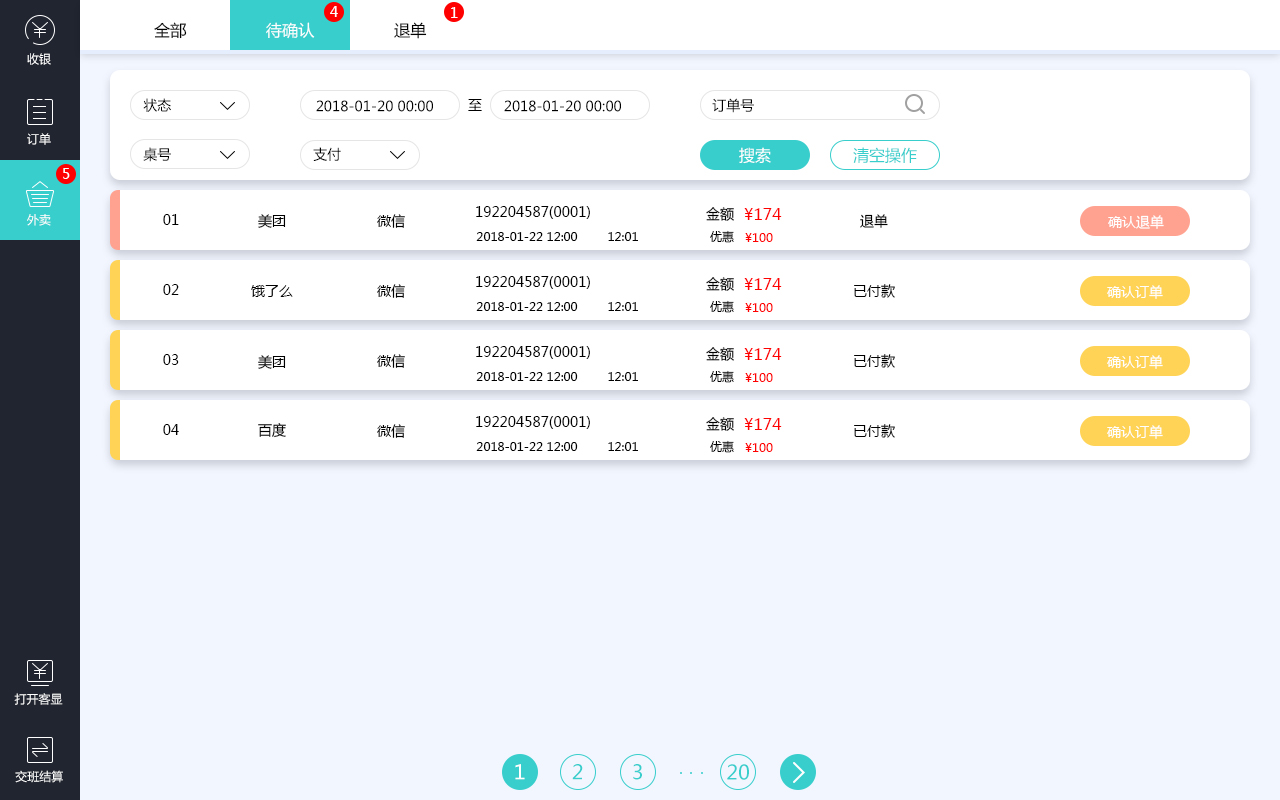 收银
订单
5
外卖
打开客显
交班结算
全部
待确认
4
退单
1
状态
2018-01-20 00:00
至
2018-01-20 00:00
订单号
桌号
支付
搜索
清空操作
01
美团
微信
192204587(0001)
2018-01-22 12:00
12:01
金额 ¥174
优惠 ¥100
退单
确认退单
02
饿了么
微信
192204587(0001)
2018-01-22 12:00
12:01
金额 ¥174
优惠 ¥100
已付款
确认订单
03
美团
微信
192204587(0001)
2018-01-22 12:00
12:01
金额 ¥174
优惠 ¥100
已付款
确认订单
04
百度
微信
192204587(0001)
2018-01-22 12:00
12:01
金额 ¥174
优惠 ¥100
已付款
确认订单
1 2 3 ··· 20